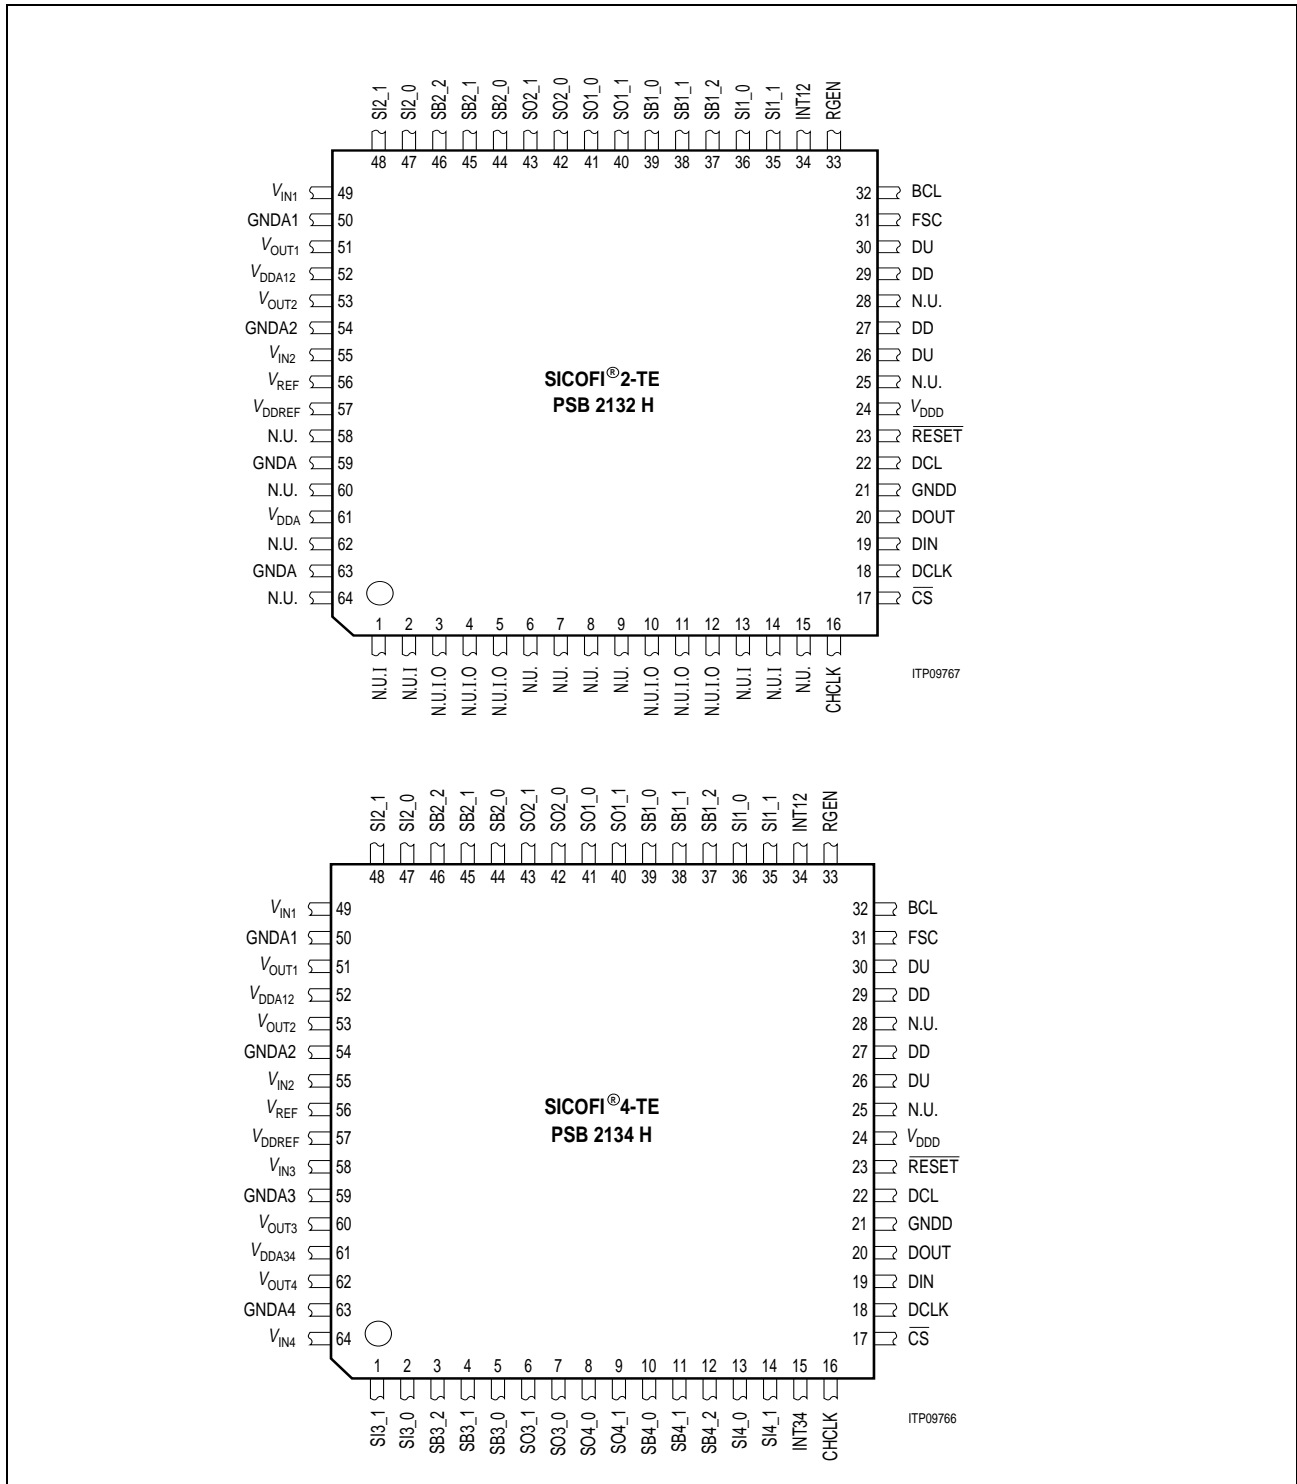 SI2_1 SI2_0 SB2_2 SB2_1 SB2_0 SO2_1 SO2_0 SO1_0 SO1_1 SB1_0 SB1_1 SB1_2 SI1_0 SI1_1 INT12 RGEN
48 47 46 45 44 43 42 41 40 39 38 37 36 35 34 33
VIN1 49 32 BCL
GNDA1 50 31 FSC
VOUT1 51 30 DU
VDDA12 52 29 DD
VOUT2 53 28 N.U.
GNDA2 54 27 DD
VIN2 55 26 DU
VREF 56 25 N.U.
VDDREF 57 24 VDDD
N.U. 58 23 RESET
GNDA 59 22 DCL
N.U. 60 21 GNDD
VDDA 61 20 DOUT
N.U. 62 19 DIN
GNDA 63 18 DCLK
N.U. 64 17 CS
SICOFI®2-TE
PSB 2132 H
1 2 3 4 5 6 7 8 9 10 11 12 13 14 15 16
N.U.I N.U.I N.U.I.O N.U.I.O N.U.I.O N.U. N.U. N.U. N.U. N.U.I.O N.U.I.O N.U.I.O N.U.I N.U.I N.U. CHCLK
ITP09767
SI2_1 SI2_0 SB2_2 SB2_1 SB2_0 SO2_1 SO2_0 SO1_0 SO1_1 SB1_0 SB1_1 SB1_2 SI1_0 SI1_1 INT12 RGEN
48 47 46 45 44 43 42 41 40 39 38 37 36 35 34 33
VIN1 49 32 BCL
GNDA1 50 31 FSC
VOUT1 51 30 DU
VDDA12 52 29 DD
VOUT2 53 28 N.U.
GNDA2 54 27 DD
VIN2 55 26 DU
VREF 56 25 N.U.
VDDREF 57 24 VDDD
VIN3 58 23 RESET
GNDA3 59 22 DCL
VOUT3 60 21 GNDD
VDDA34 61 20 DOUT
VOUT4 62 19 DIN
GNDA4 63 18 DCLK
VIN4 64 17 CS
SICOFI®4-TE
PSB 2134 H
1 2 3 4 5 6 7 8 9 10 11 12 13 14 15 16
SI3_1 SI3_0 SB3_2 SB3_1 SB3_0 SO3_1 SO3_0 SO4_0 SO4_1 SB4_0 SB4_1 SB4_2 SI4_0 SI4_1 INT34 CHCLK
ITP09766